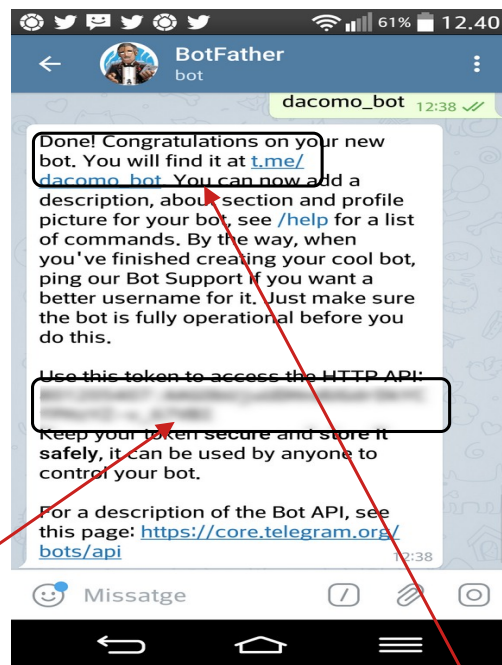 61% 12.40
BotFather
bot
dacomo_bot 12:38
Done! Congratulations on your new
bot. You will find it at t.me/
dacomo_bot. You can now add a
description, about section and profile
picture for your bot, see /help for a list
of commands. By the way, when
you've finished creating your cool bot,
ping our Bot Support if you want a
better username for it. Just make sure
the bot is fully operational before you
do this.
Use this token to access the HTTP API:
Keep your token secure and store it
safely, it can be used by anyone to
control your bot.
For a description of the Bot API, see
this page: https://core.telegram.org/
bots/api 12:38
Missatge